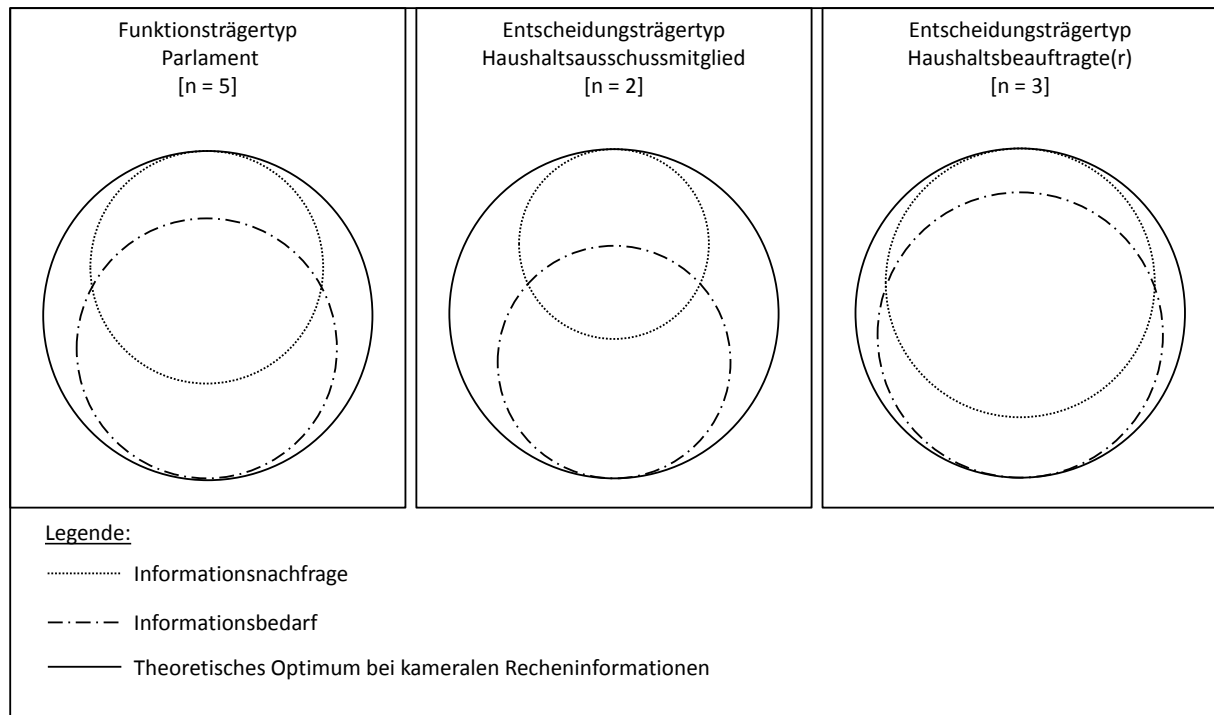 Funktionsträgertyp
Parlament
[n = 5]
Entscheidungsträgertyp
Haushaltsausschussmitglied
[n = 2]
Entscheidungsträgertyp
Haushaltsbeauftragte(r)
[n = 3]
Legende:
Informationsnachfrage
Informationsbedarf
Theoretisches Optimum bei kameralen Recheninformationen